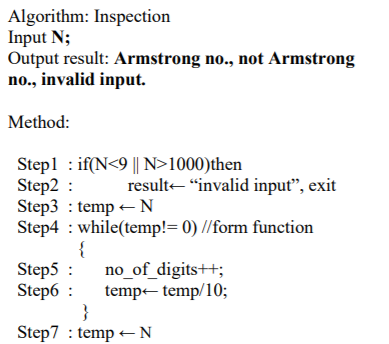 Algorithm: Inspection
Input N;
Output result: Armstrong no., not Armstrong
no., invalid input.
Method:
Step1 : if(N<9 || N>1000)then
Step2 : result← “invalid input”, exit
Step3 : temp ← N
Step4 : while(temp!= 0) //form function
{
Step5 : no_of_digits++;
Step6 : temp← temp/10;
}
Step7 : temp ← N